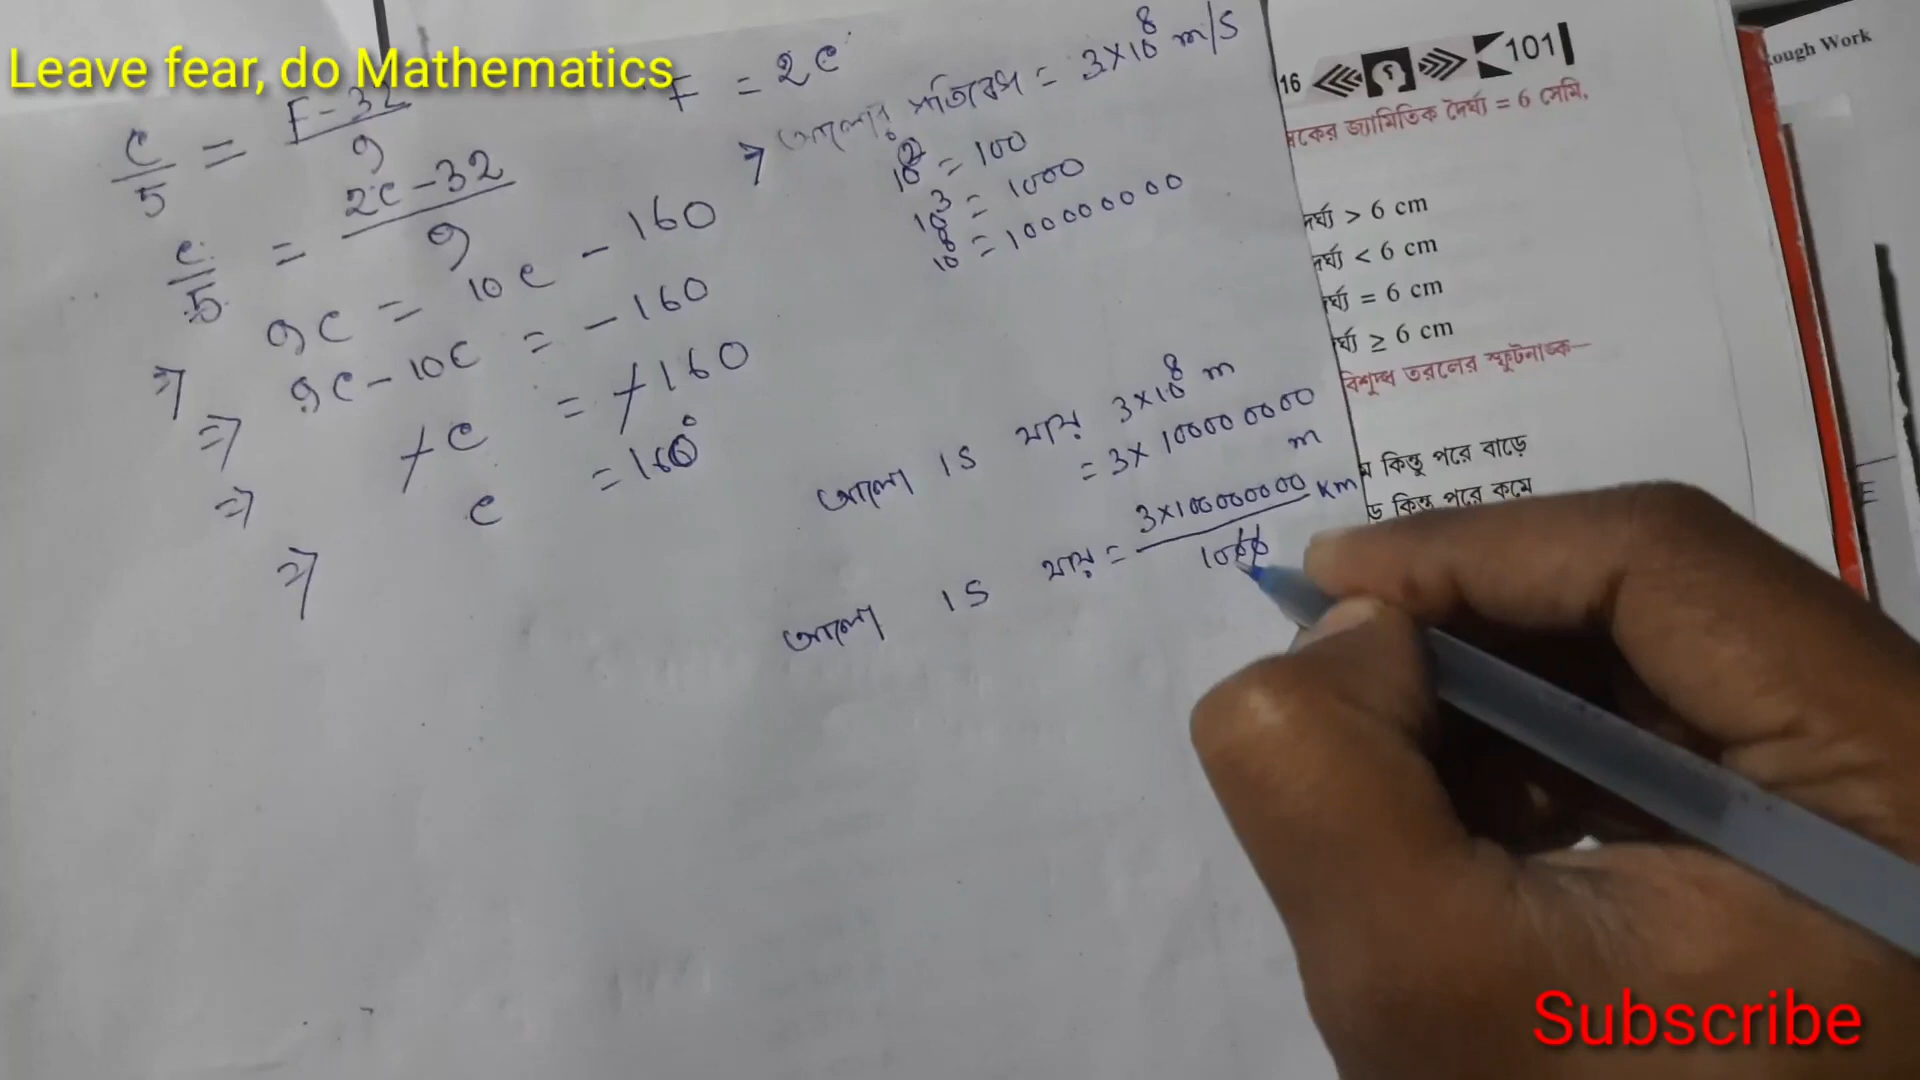 Leave fear, do Mathematics
F = 2C
C/5 = F-32/9
C/5 = 2C-32/9
⇒ 9C = 10C - 160
⇒ 9C - 10C = -160
⇒ +C = +160
⇒ C = 160°
⇒ আলোর গতিবেগ = 3×10⁸ m/s
10² = 100
10³ = 1000
10⁸ = 100000000
আলো 1S যায় 3×10⁸ m
= 3×100000000 m
আলো 1S যায় = 3×100000000/1000 km
16
101
জ্যামিতিক দৈর্ঘ্য = 6 সেমি.
> 6 cm
< 6 cm
= 6 cm
≥ 6 cm
বিশুদ্ধ তরলের স্ফুটনাঙ্ক—
কিন্তু পরে বাড়ে
কিন্তু পরে কমে
Work
E
Subscribe